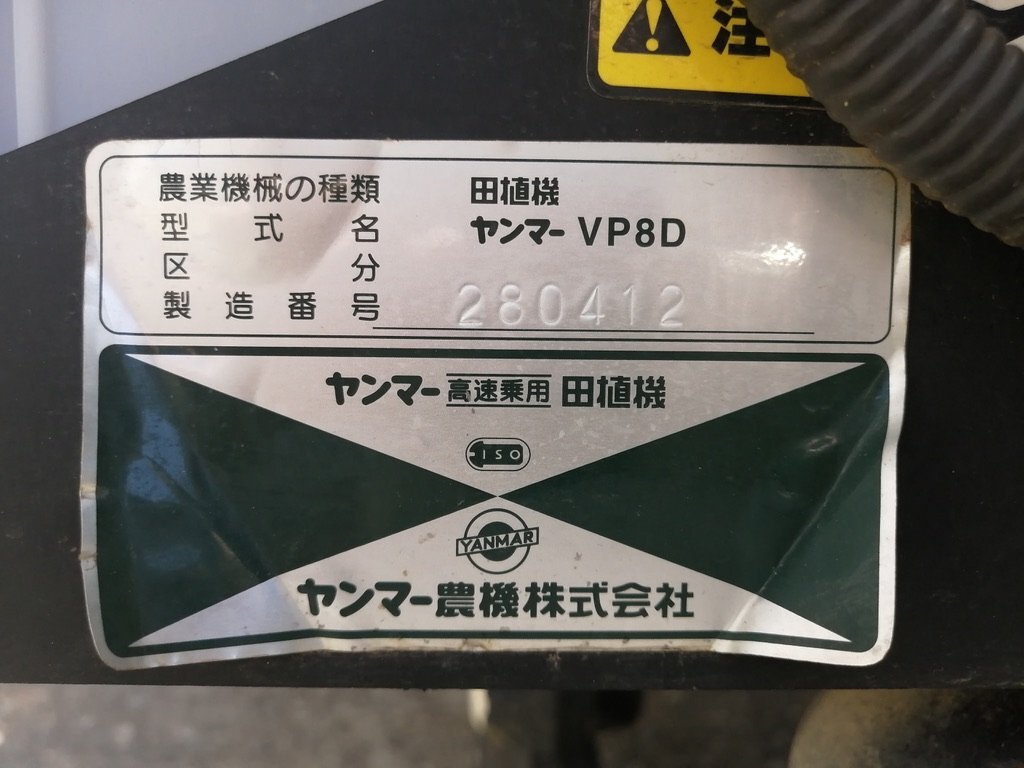 注
農業機械の種類 田植機
型式名 ヤンマー VP8D
区分
製造番号 280412
ヤンマー高速乗用田植機
ISO
YANMAR
ヤンマー農機株式会社